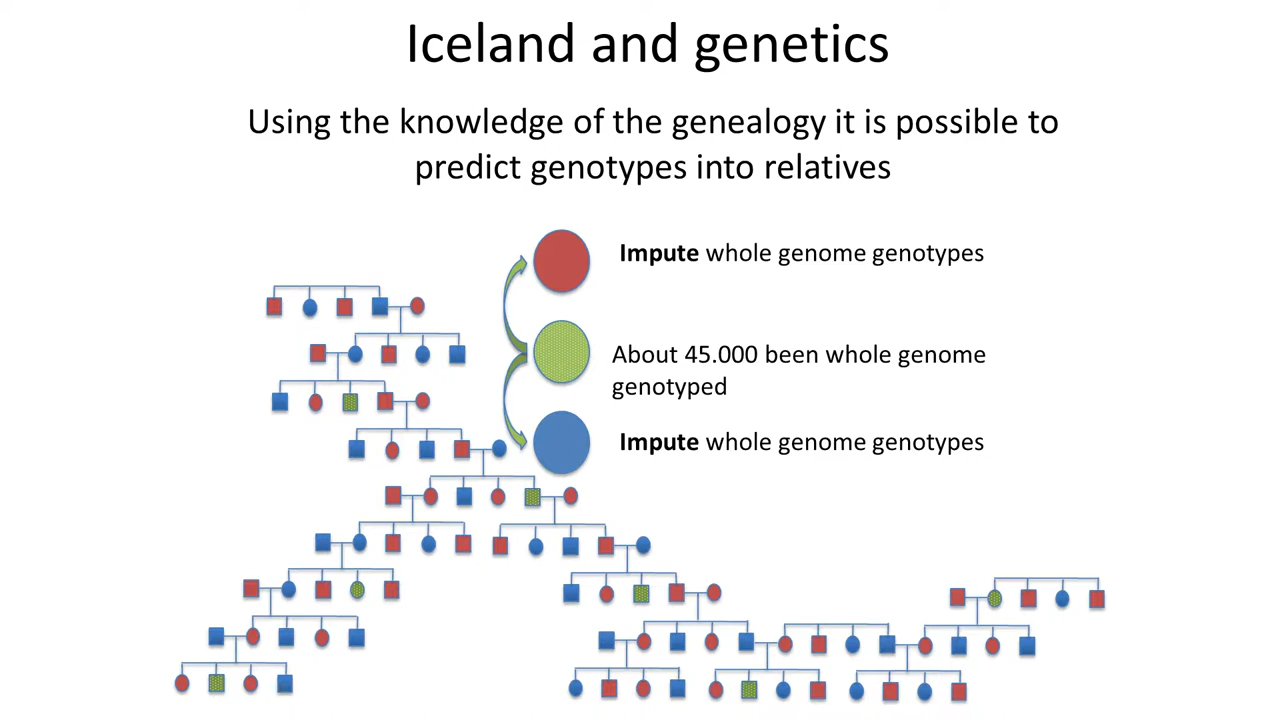 Iceland and genetics
Using the knowledge of the genealogy it is possible to
predict genotypes into relatives
Impute whole genome genotypes
About 45.000 been whole genome
genotyped
Impute whole genome genotypes